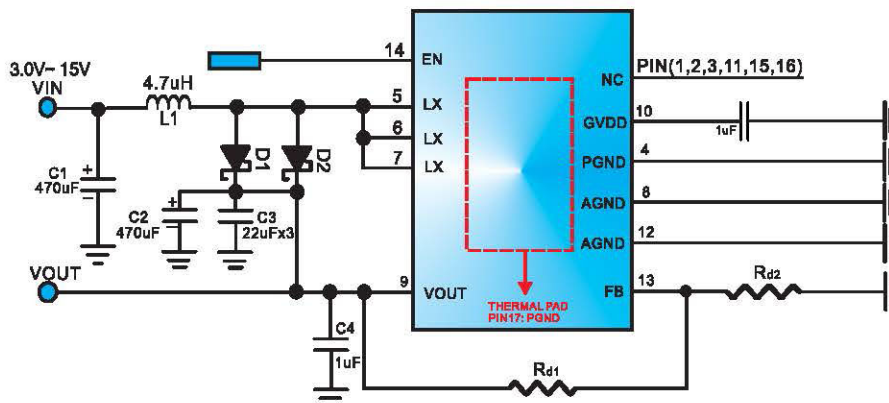 3.0V~ 15V
VIN
4.7uH
L1
14
EN
5
LX
6
LX
7
LX
D1
D2
C1
470uF
+
–
C2
470uF
+
–
C3
22uFx3
VOUT
9
VOUT
C4
1uF
THERMAL PAD
PIN17: PGND
NC
PIN(1,2,3,11,15,16)
GVDD
10
1uF
PGND
4
AGND
8
AGND
12
FB
13
Rd2
Rd1